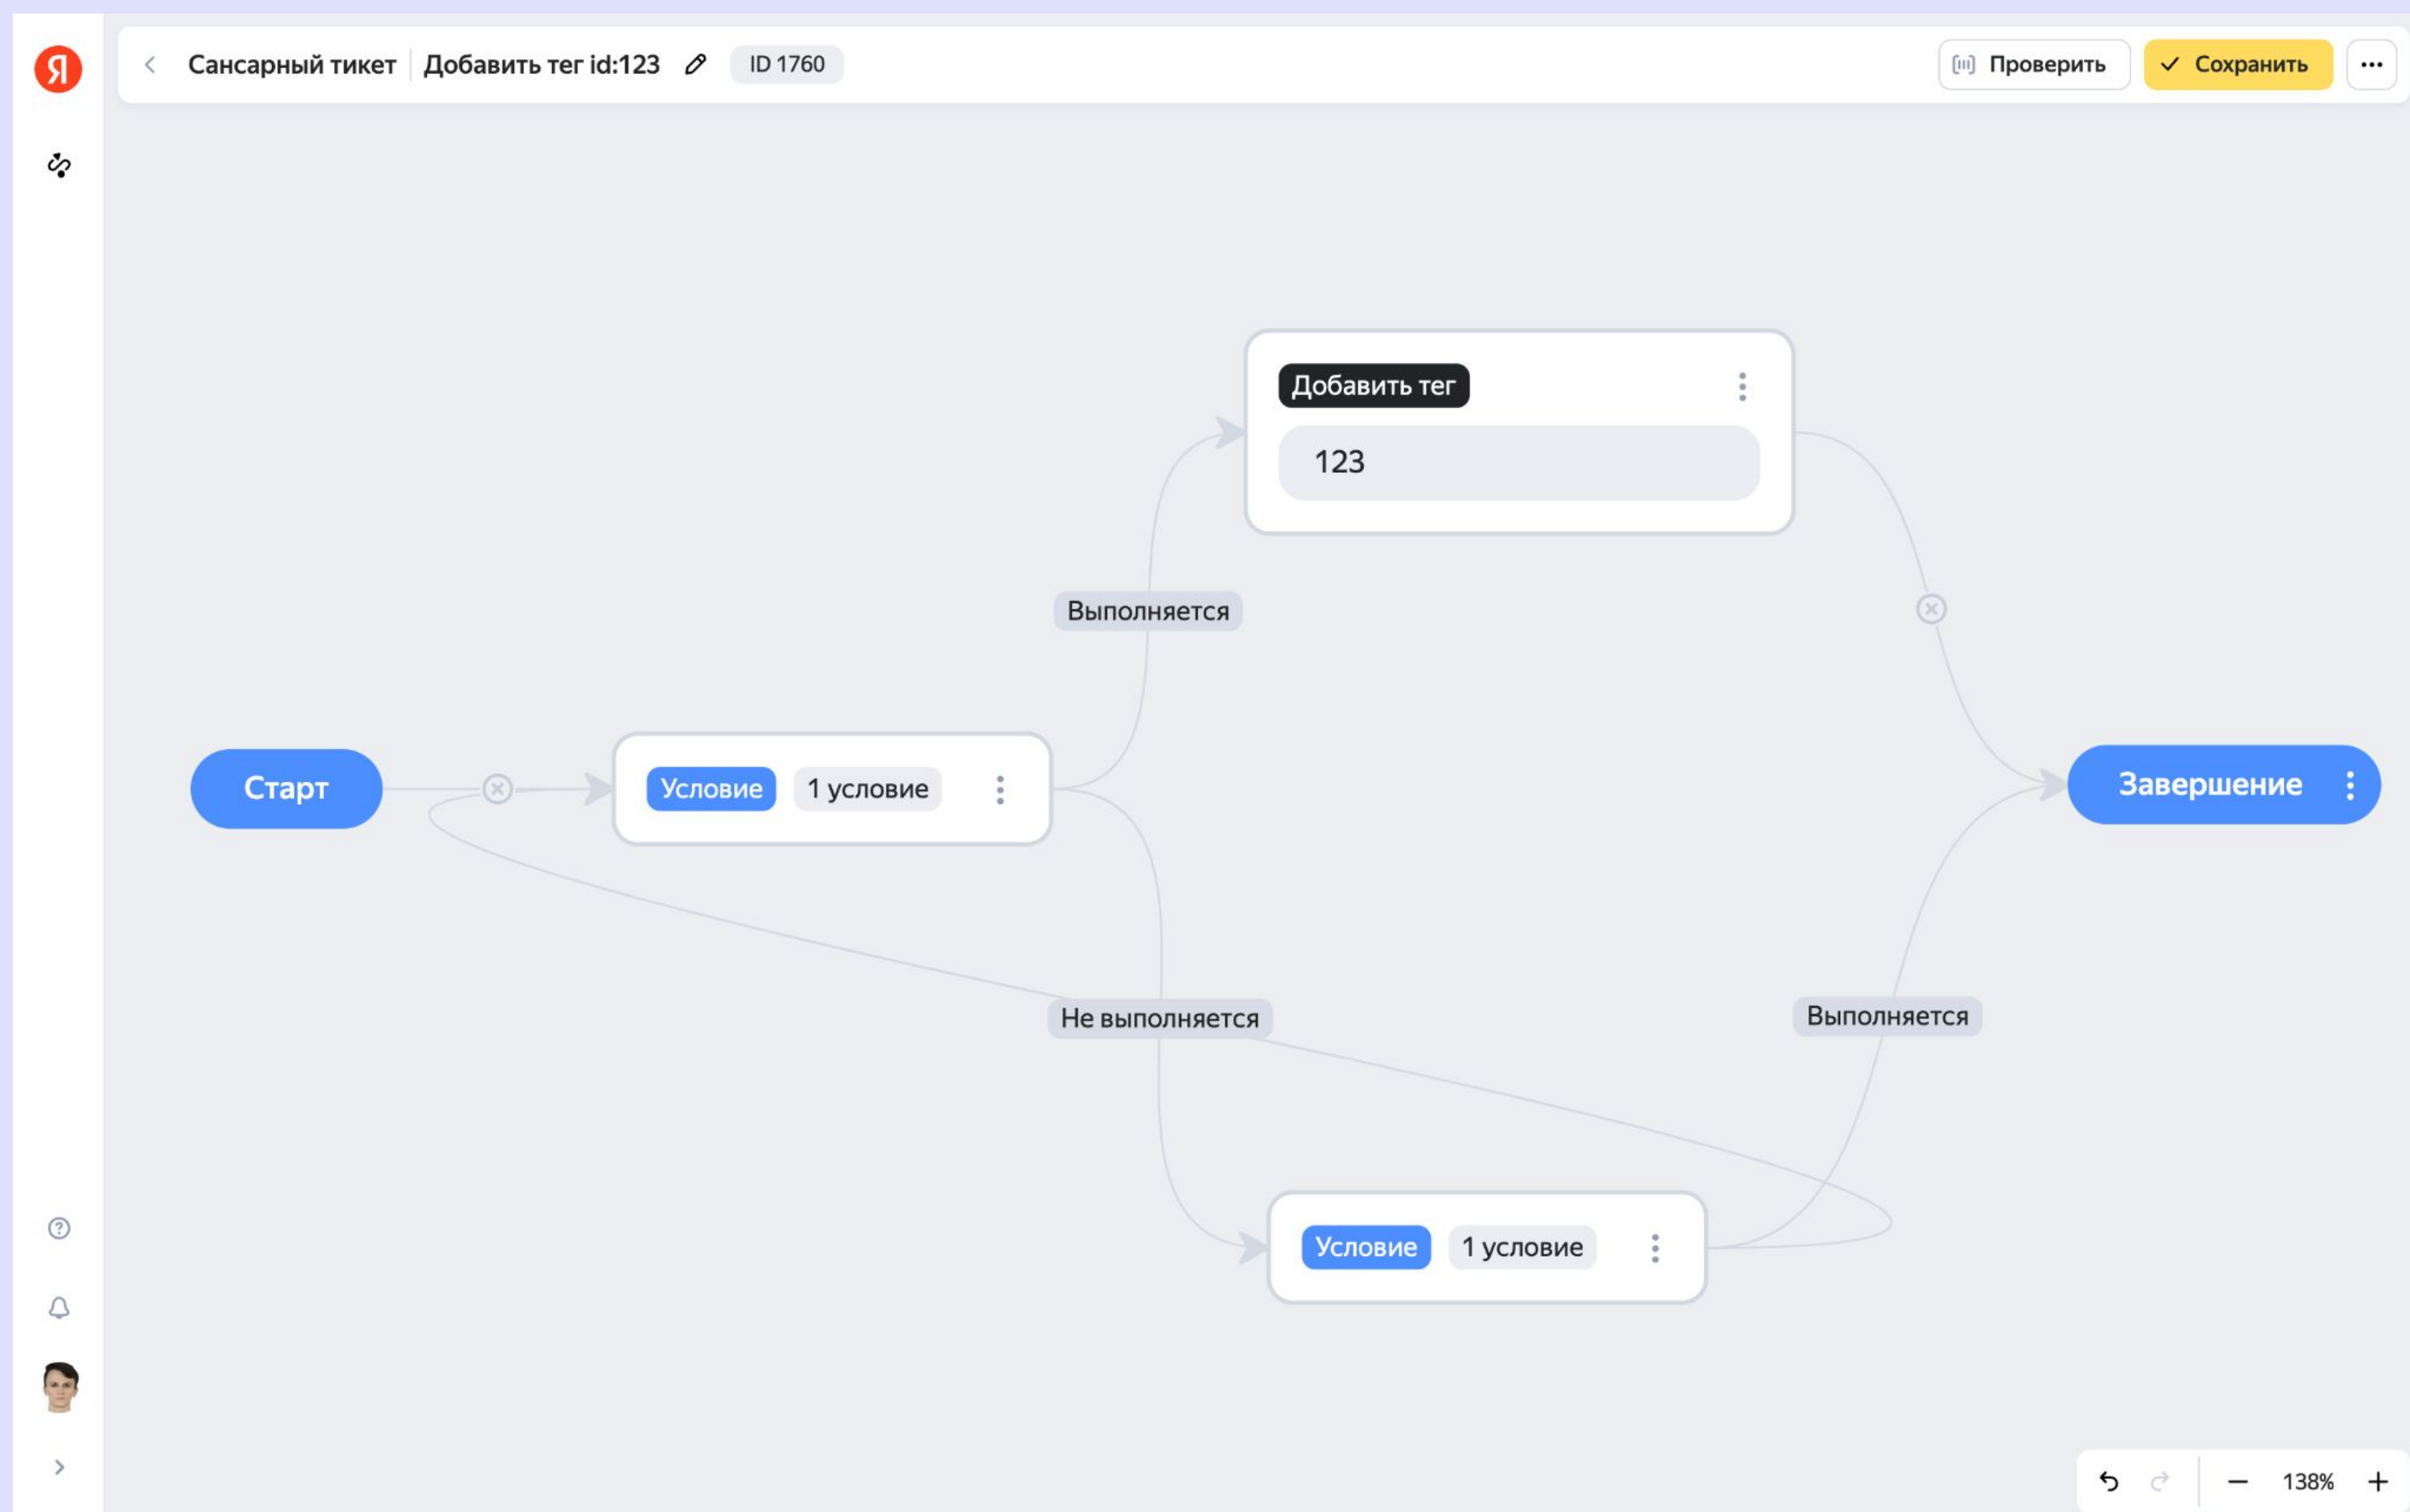 Я
Сансарный тикет
Добавить тег id:123
ID 1760
Проверить
Сохранить
Добавить тег
123
Выполняется
Старт
Условие
1 условие
Завершение
Не выполняется
Выполняется
Условие
1 условие
138%